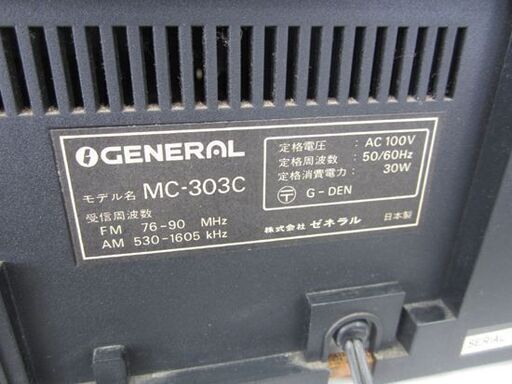 GENERAL
モデル名 MC-303C
受信周波数
FM 76-90 MHz
AM 530-1605 kHz
定格電圧 : AC 100V
定格周波数 : 50/60Hz
定格消費電力 : 30W
〒 G-DEN
株式会社 ゼネラル 日本製
SERIAL